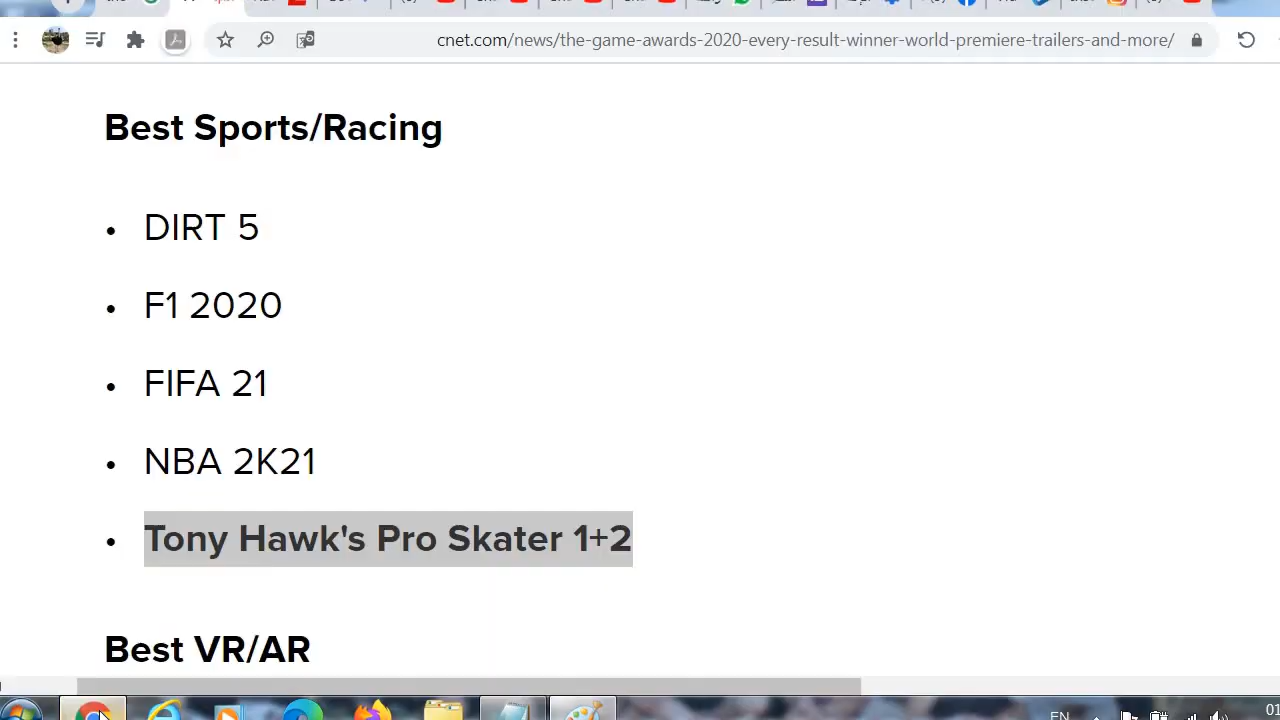 cnet.com/news/the-game-awards-2020-every-result-winner-world-premiere-trailers-and-more/
Best Sports/Racing
• DIRT 5
• F1 2020
• FIFA 21
• NBA 2K21
• Tony Hawk's Pro Skater 1+2
Best VR/AR
EN
01